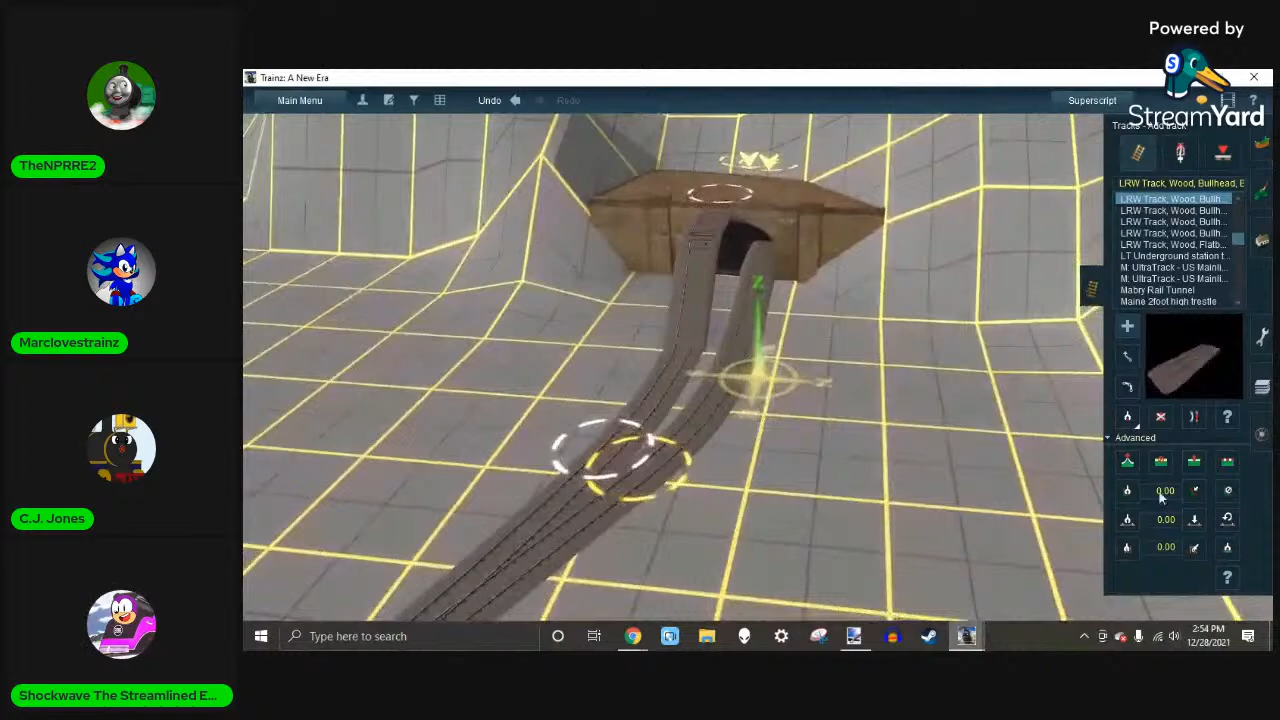 Powered by
StreamYard
TheNPRRE2
Marclovestrainz
C.J. Jones
Shockwave The Streamlined E...
Trainz: A New Era
Main Menu
Undo
Redo
Superscript
?
Tracks - Add track
LRW Track, Wood, Bullhead, E
LRW Track, Wood, Bullh...
LRW Track, Wood, Bullh...
LRW Track, Wood, Bullh...
LRW Track, Wood, Bullh...
LRW Track, Wood, Flatb...
LT Underground station t...
M: UltraTrack - US Mainli...
M: UltraTrack - US Mainli...
Mabry Rail Tunnel
Maine 2foot high trestle
?
Advanced
0.00
0.00
0.00
?
Type here to search
2:54 PM
12/28/2021